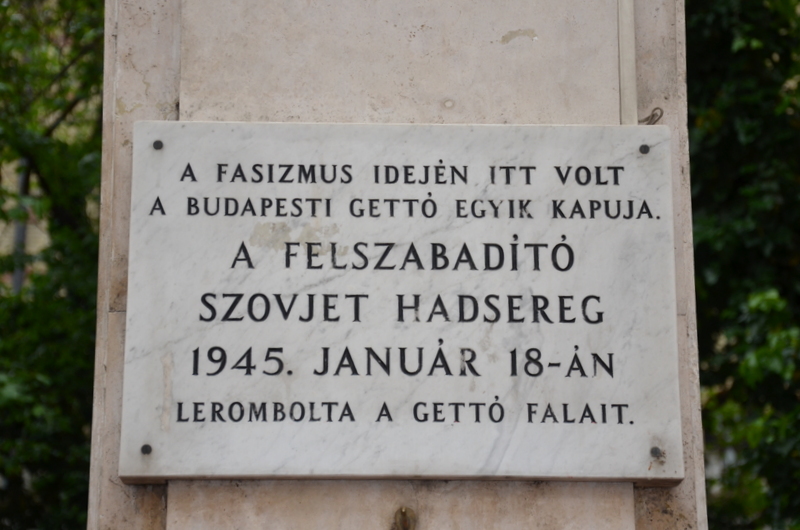 A FASIZMUS IDEJÉN ITT VOLT
A BUDAPESTI GETTÓ EGYIK KAPUJA.
A FELSZABADÍTÓ
SZOVJET HADSEREG
1945. JANUÁR 18-ÁN
LEROMBOLTA A GETTÓ FALAIT.